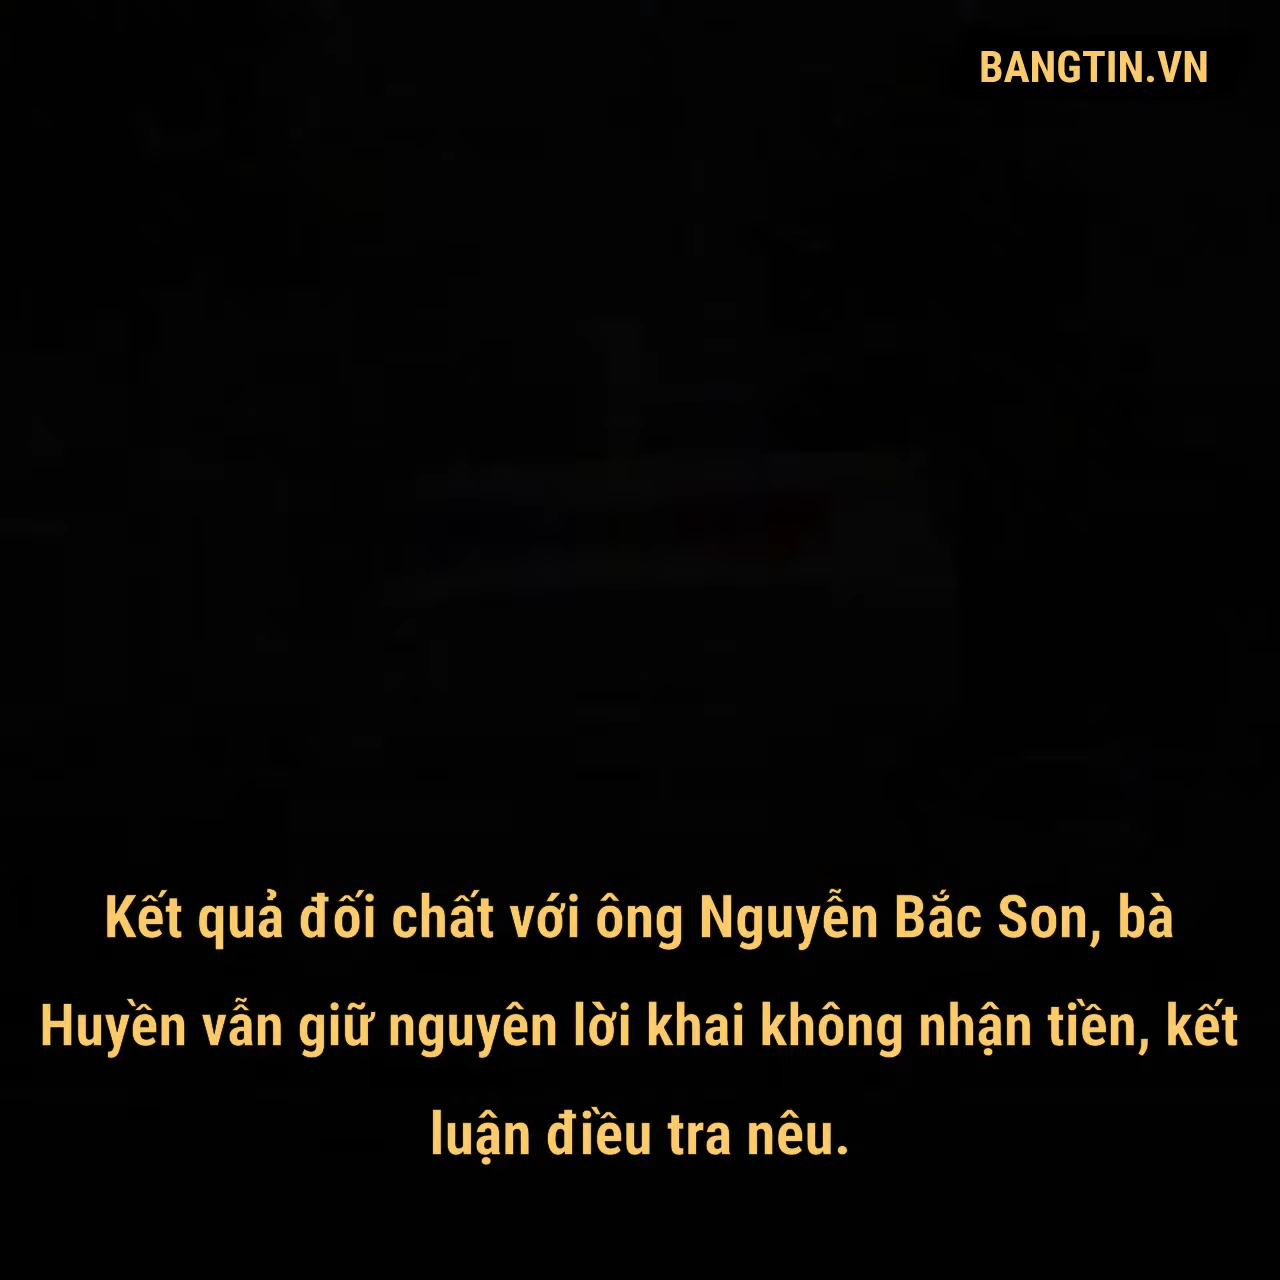 BANGTIN.VN
Kết quả đối chất với ông Nguyễn Bắc Son, bà
Huyền vẫn giữ nguyên lời khai không nhận tiền, kết
luận điều tra nêu.